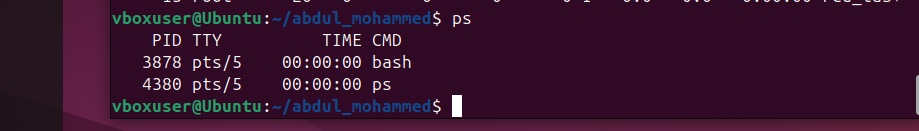 vboxuser@Ubuntu:~/abdul_mohammed$ ps
    PID TTY          TIME CMD
   3878 pts/5    00:00:00 bash
   4380 pts/5    00:00:00 ps
vboxuser@Ubuntu:~/abdul_mohammed$